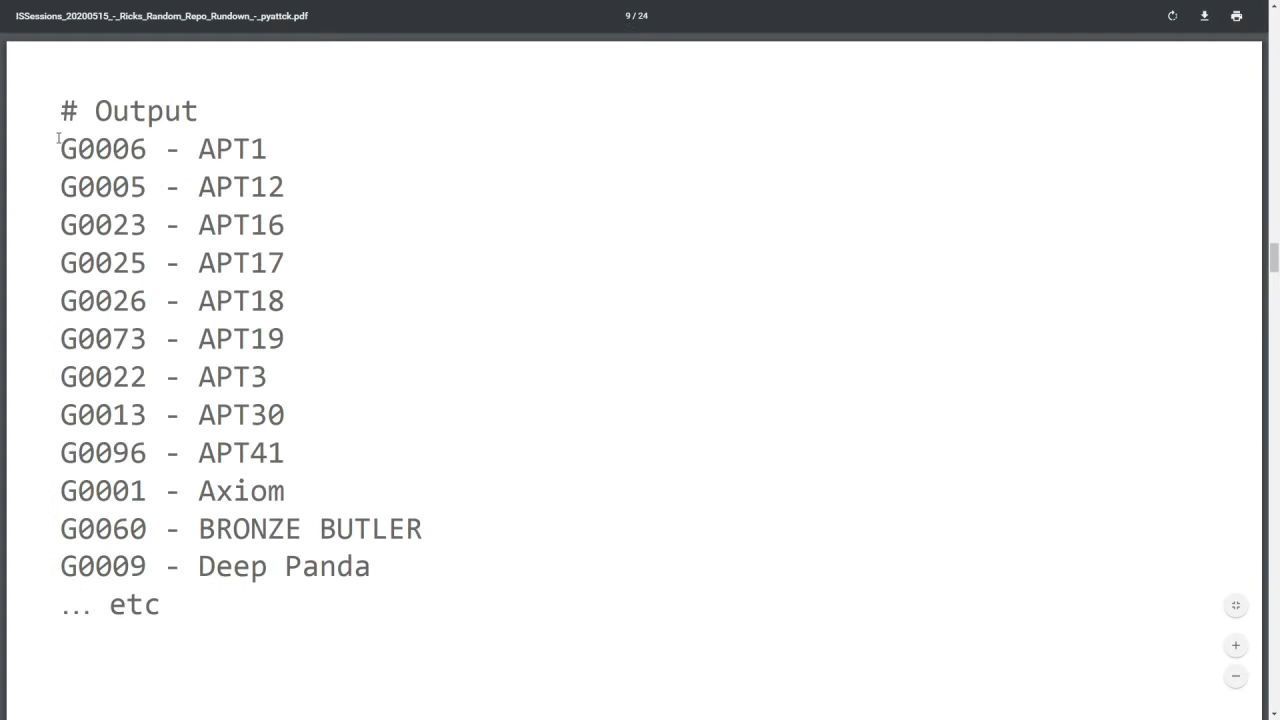 ISSessions_20200515_-_Ricks_Random_Repo_Rundown_-_pyattck.pdf
9 / 24
# Output
G0006 - APT1
G0005 - APT12
G0023 - APT16
G0025 - APT17
G0026 - APT18
G0073 - APT19
G0022 - APT3
G0013 - APT30
G0096 - APT41
G0001 - Axiom
G0060 - BRONZE BUTLER
G0009 - Deep Panda
... etc